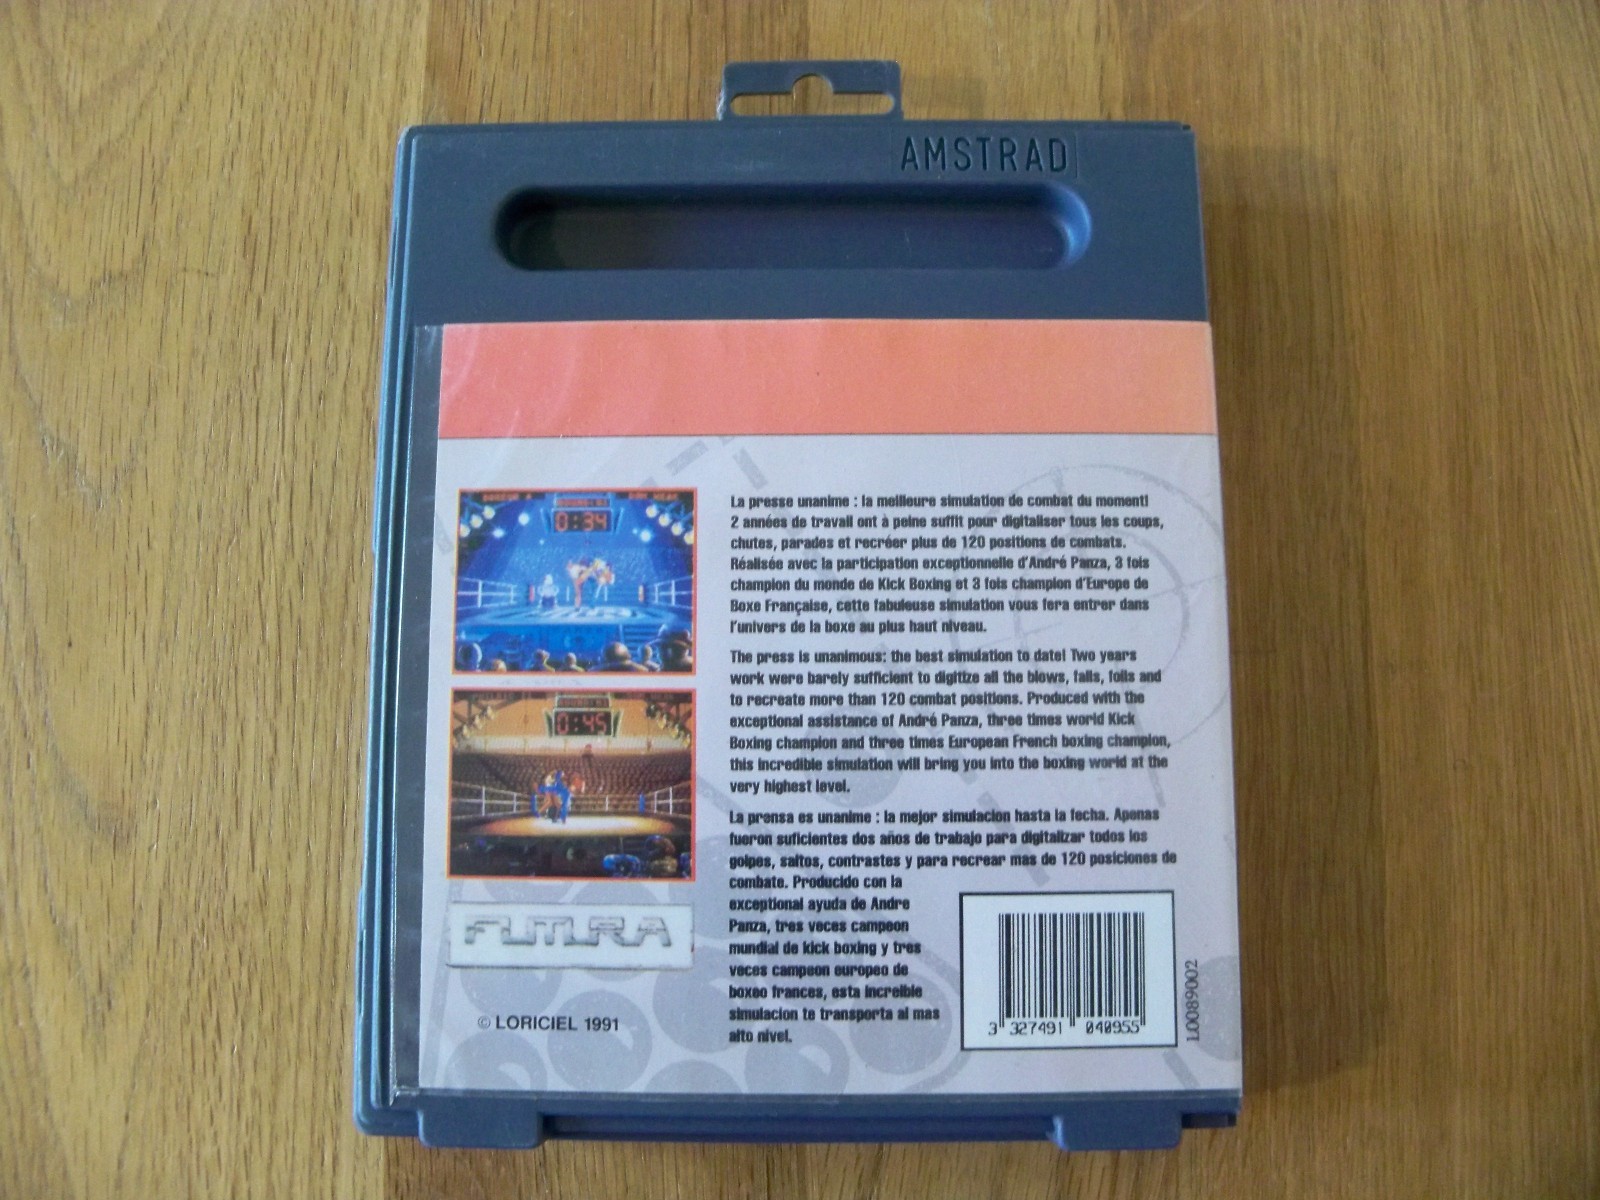 AMSTRAD
0:34
La presse unanime : la meilleure simulation de combat du moment!
2 années de travail ont à peine suffit pour digitaliser tous les coups,
chutes, parades et recréer plus de 120 positions de combats.
Réalisée avec la participation exceptionnelle d'André Panza, 3 fois
champion du monde de Kick Boxing et 3 fois champion d'Europe de
Boxe Française, cette fabuleuse simulation vous fera entrer dans
l'univers de la boxe au plus haut niveau.
0:45
The press is unanimous: the best simulation to date! Two years
work were barely sufficient to digitize all the blows, falls, foils and
to recreate more than 120 combat positions. Produced with the
exceptional assistance of André Panza, three times world Kick
Boxing champion and three times European French boxing champion,
this incredible simulation will bring you into the boxing world at the
very highest level.
La prensa es unanime : la mejor simulacion hasta la fecha. Apenas
fueron suficientes dos años de trabajo para digitalizar todos los
golpes, saltos, contrastes y para recrear mas de 120 posiciones de
combate. Producido con la
exceptional ayuda de Andre
Panza, tres veces campeon
mundial de kick boxing y tres
veces campeon europeo de
boxeo frances, esta increible
simulacion te transporta al mas
alto nivel.
FUTURA
© LORICIEL 1991
3 327491 040955
L0089002